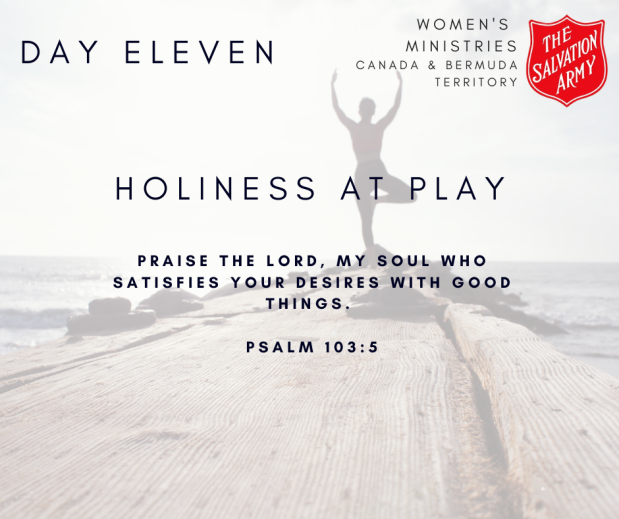 DAY ELEVEN
WOMEN'S
MINISTRIES
CANADA & BERMUDA
TERRITORY
THE
SALVATION
ARMY
HOLINESS AT PLAY
PRAISE THE LORD, MY SOUL WHO
SATISFIES YOUR DESIRES WITH GOOD
THINGS.
PSALM 103:5